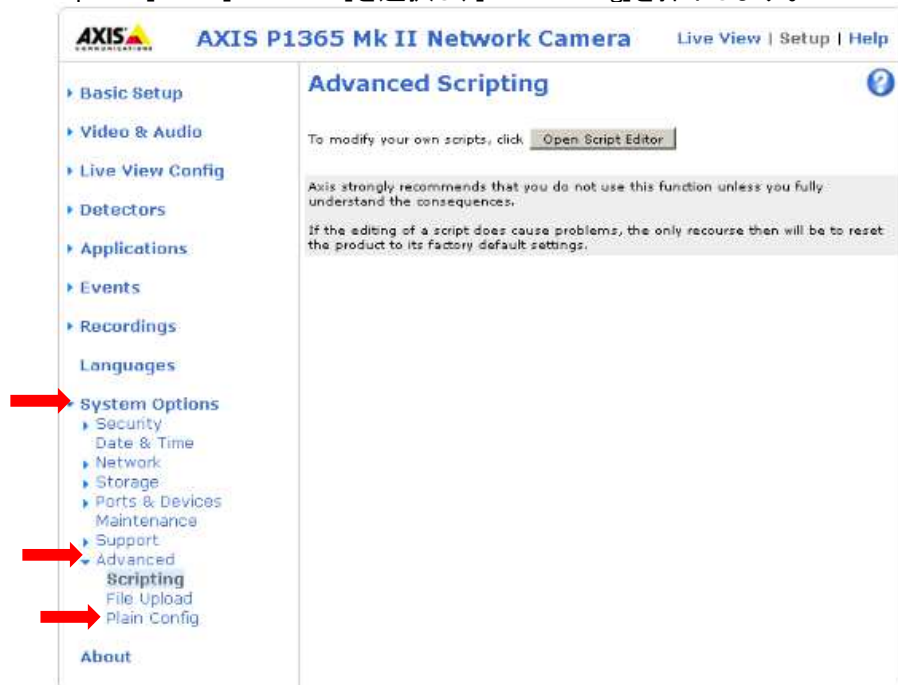 AXIS
COMMUNICATIONS
AXIS P1365 Mk II Network Camera
Live View | Setup | Help
Basic Setup
Video & Audio
Live View Config
Detectors
Applications
Events
Recordings
Languages
System Options
Security
Date & Time
Network
Storage
Ports & Devices
Maintenance
Support
Advanced
Scripting
File Upload
Plain Config
About
Advanced Scripting
?
To modify your own scripts, click Open Script Editor
Axis strongly recommends that you do not use this function unless you fully
understand the consequences.
If the editing of a script does cause problems, the only recourse then will be to reset
the product to its factory default settings.